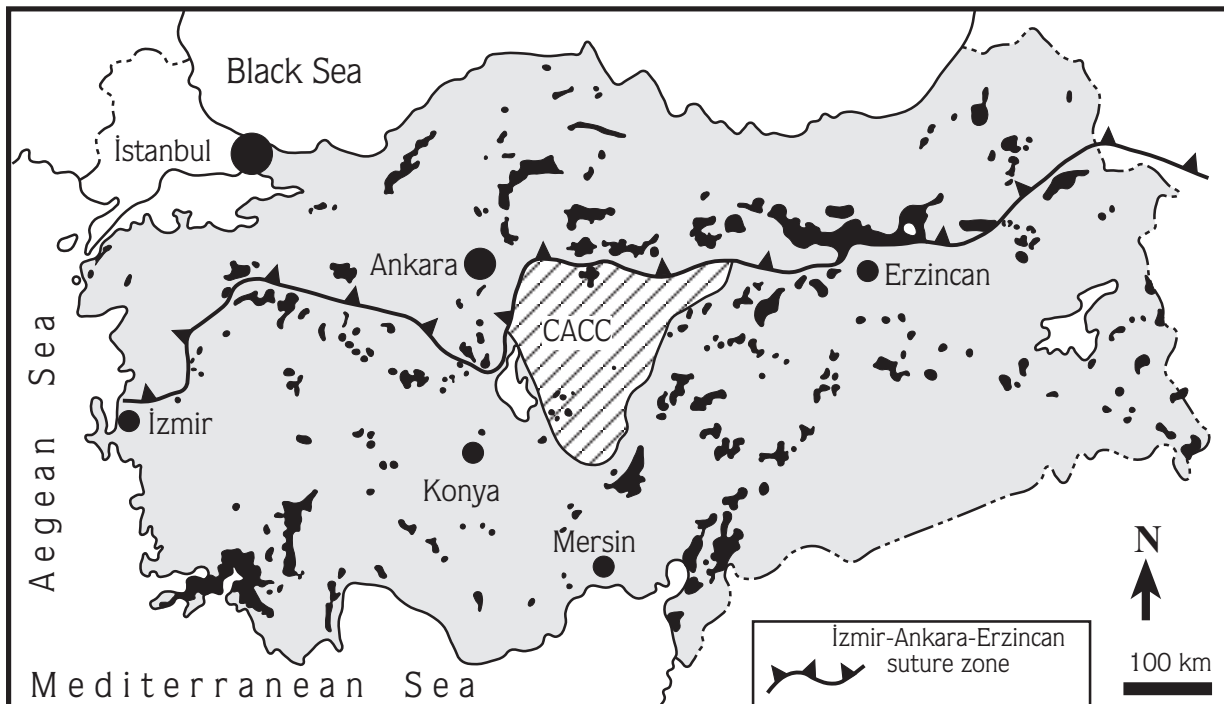 Black Sea
İstanbul
Ankara
Erzincan
CACC
Aegean Sea
İzmir
Konya
Mersin
N
İzmir-Ankara-Erzincan
suture zone
100 km
Mediterranean Sea